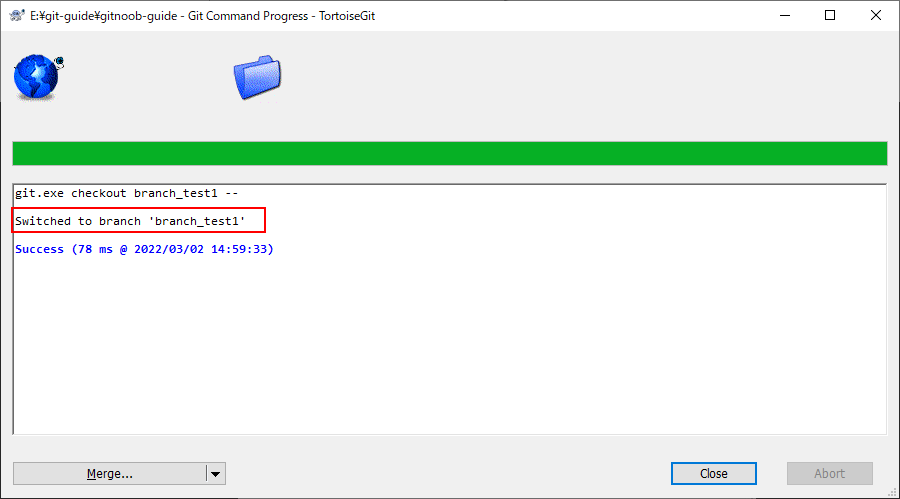 E:¥git-guide¥gitnoob-guide - Git Command Progress - TortoiseGit
git.exe checkout branch_test1 --
Switched to branch 'branch_test1'
Success (78 ms @ 2022/03/02 14:59:33)
Merge...
Close
Abort